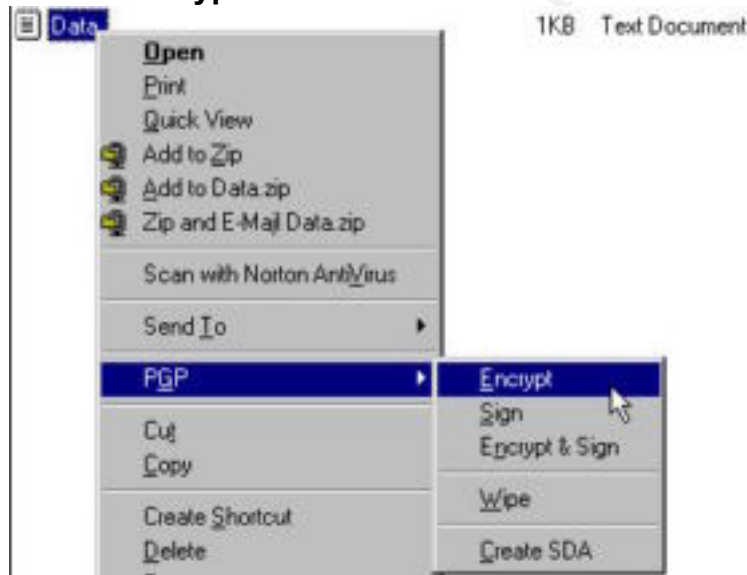 Data 1KB Text Document
Open
Print
Quick View
Add to Zip
Add to Data.zip
Zip and E-Mail Data.zip
Scan with Norton AntiVirus
Send To
PGP
Cut
Copy
Create Shortcut
Delete
Encrypt
Sign
Encrypt & Sign
Wipe
Create SDA